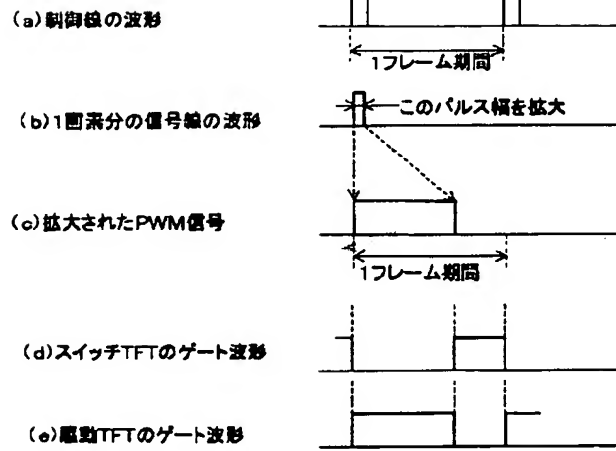 (a)制御線の波形
1フレーム期間
(b)1画素分の信号線の波形
このパルス幅を拡大
(c)拡大されたPWM信号
1フレーム期間
(d)スイッチTFTのゲート波形
(e)駆動TFTのゲート波形